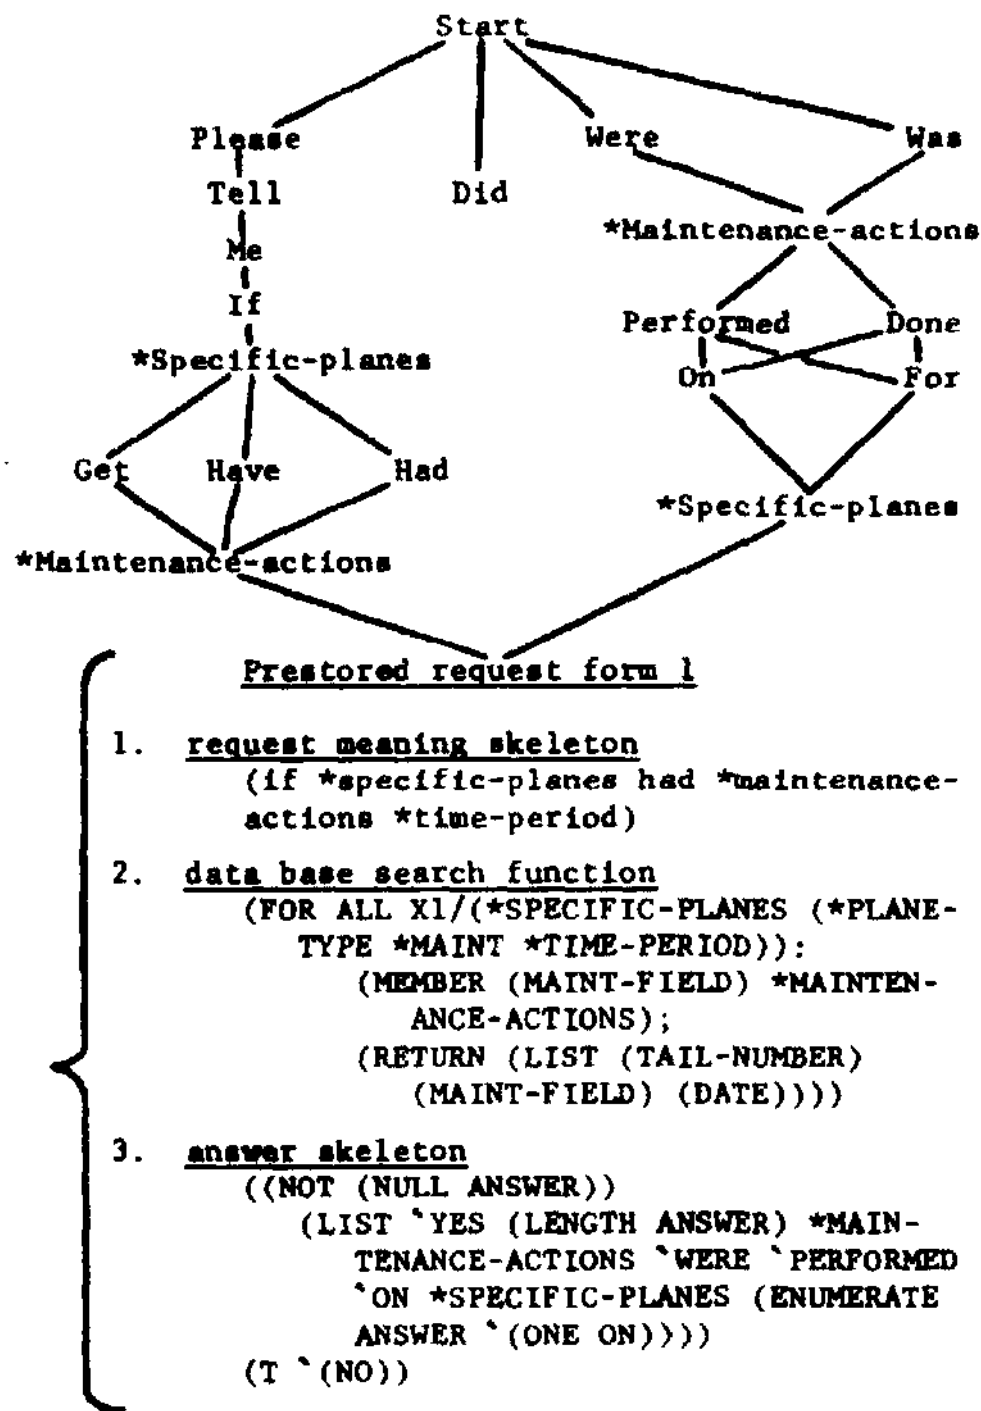 Start
Please Were Was
Tell Did
*Maintenance-actions
Me
If
Performed Done
*Specific-planes
On For
Get Have Had
*Specific-planes
*Maintenance-actions
Prestored request form 1
1. request meaning skeleton
(if *specific-planes had *maintenance-
actions *time-period)
2. data base search function
(FOR ALL X1/(*SPECIFIC-PLANES (*PLANE-
TYPE *MAINT *TIME-PERIOD)):
(MEMBER (MAINT-FIELD) *MAINTEN-
ANCE-ACTIONS);
(RETURN (LIST (TAIL-NUMBER)
(MAINT-FIELD) (DATE))))
3. answer skeleton
((NOT (NULL ANSWER))
(LIST `YES (LENGTH ANSWER) *MAIN-
TENANCE-ACTIONS `WERE `PERFORMED
`ON *SPECIFIC-PLANES (ENUMERATE
ANSWER `(ONE ON))))
(T `(NO))